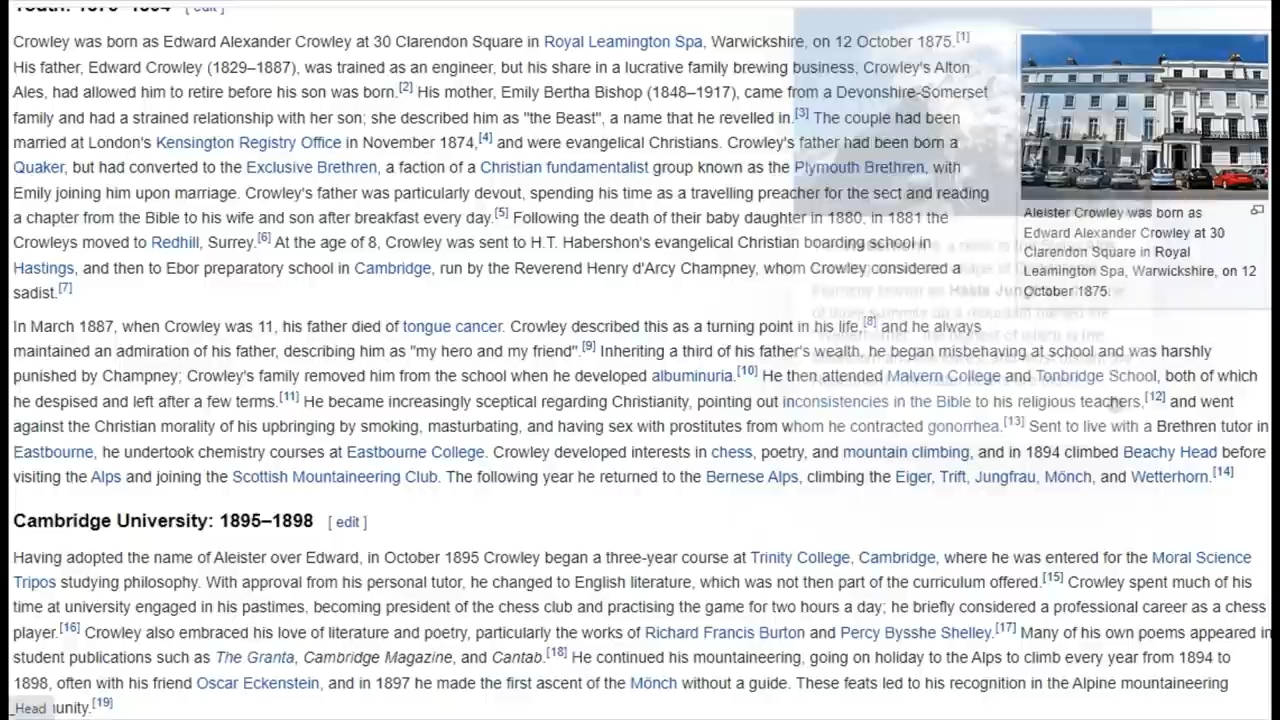 Youth: 1875–1894 [ edit ]
Crowley was born as Edward Alexander Crowley at 30 Clarendon Square in Royal Leamington Spa, Warwickshire, on 12 October 1875.[1]
His father, Edward Crowley (1829–1887), was trained as an engineer, but his share in a lucrative family brewing business, Crowley's Alton
Ales, had allowed him to retire before his son was born.[2] His mother, Emily Bertha Bishop (1848–1917), came from a Devonshire-Somerset
family and had a strained relationship with her son; she described him as "the Beast", a name that he revelled in.[3] The couple had been
married at London's Kensington Registry Office in November 1874,[4] and were evangelical Christians. Crowley's father had been born a
Quaker, but had converted to the Exclusive Brethren, a faction of a Christian fundamentalist group known as the Plymouth Brethren, with
Emily joining him upon marriage. Crowley's father was particularly devout, spending his time as a travelling preacher for the sect and reading
a chapter from the Bible to his wife and son after breakfast every day.[5] Following the death of their baby daughter in 1880, in 1881 the
Crowleys moved to Redhill, Surrey.[6] At the age of 8, Crowley was sent to H.T. Habershon's evangelical Christian boarding school in
Hastings, and then to Ebor preparatory school in Cambridge, run by the Reverend Henry d'Arcy Champney, whom Crowley considered a
sadist.[7]
Aleister Crowley was born as
Edward Alexander Crowley at 30
Clarendon Square in Royal
Leamington Spa, Warwickshire, on 12
October 1875.
In March 1887, when Crowley was 11, his father died of tongue cancer. Crowley described this as a turning point in his life,[8] and he always
maintained an admiration of his father, describing him as "my hero and my friend".[9] Inheriting a third of his father's wealth, he began misbehaving at school and was harshly
punished by Champney; Crowley's family removed him from the school when he developed albuminuria.[10] He then attended Malvern College and Tonbridge School, both of which
he despised and left after a few terms.[11] He became increasingly sceptical regarding Christianity, pointing out inconsistencies in the Bible to his religious teachers,[12] and went
against the Christian morality of his upbringing by smoking, masturbating, and having sex with prostitutes from whom he contracted gonorrhea.[13] Sent to live with a Brethren tutor in
Eastbourne, he undertook chemistry courses at Eastbourne College. Crowley developed interests in chess, poetry, and mountain climbing, and in 1894 climbed Beachy Head before
visiting the Alps and joining the Scottish Mountaineering Club. The following year he returned to the Bernese Alps, climbing the Eiger, Trift, Jungfrau, Mönch, and Wetterhorn.[14]
Cambridge University: 1895–1898 [ edit ]
Having adopted the name of Aleister over Edward, in October 1895 Crowley began a three-year course at Trinity College, Cambridge, where he was entered for the Moral Science
Tripos studying philosophy. With approval from his personal tutor, he changed to English literature, which was not then part of the curriculum offered.[15] Crowley spent much of his
time at university engaged in his pastimes, becoming president of the chess club and practising the game for two hours a day; he briefly considered a professional career as a chess
player.[16] Crowley also embraced his love of literature and poetry, particularly the works of Richard Francis Burton and Percy Bysshe Shelley.[17] Many of his own poems appeared in
student publications such as The Granta, Cambridge Magazine, and Cantab.[18] He continued his mountaineering, going on holiday to the Alps to climb every year from 1894 to
1898, often with his friend Oscar Eckenstein, and in 1897 he made the first ascent of the Mönch without a guide. These feats led to his recognition in the Alpine mountaineering
_Head unity.[19]